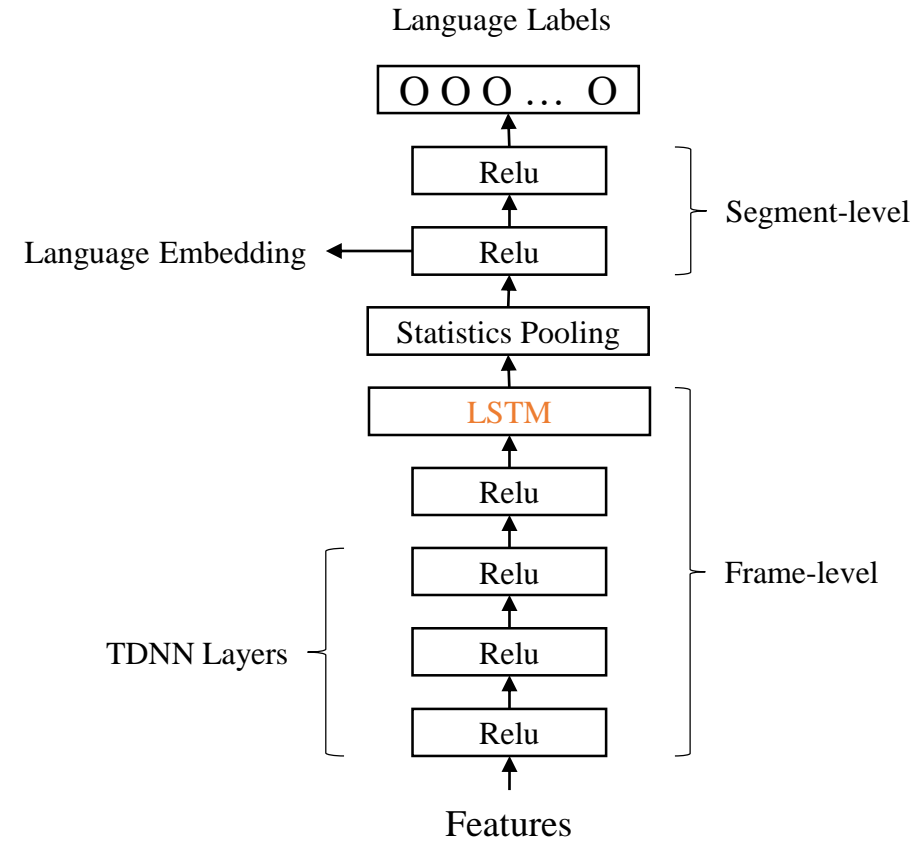 Language Labels
O O O … O
Relu
Segment-level
Relu
Language Embedding
Statistics Pooling
LSTM
Relu
Relu
Frame-level
TDNN Layers
Relu
Relu
Features